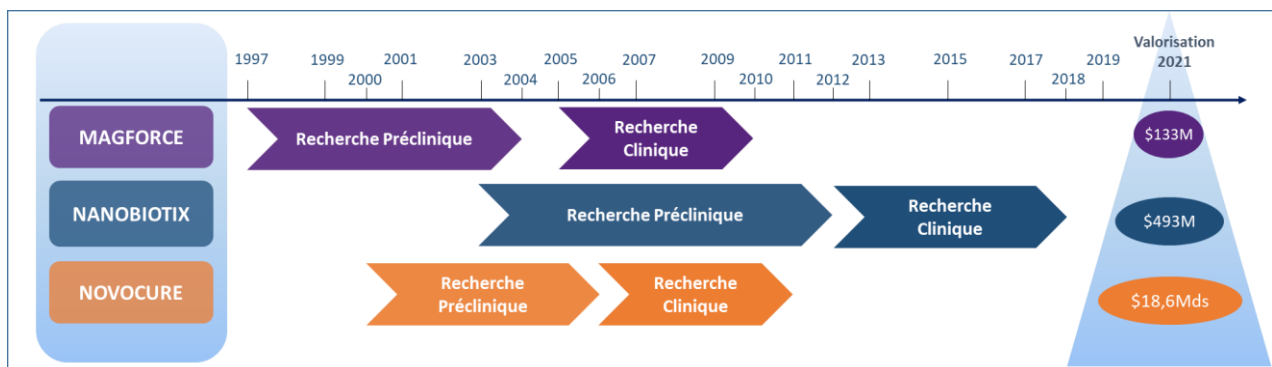 Valorisation
2021
1997 1999 2001 2003 2005 2007 2009 2011 2013 2015 2017 2019
2000 2004 2006 2010 2012 2018
MAGFORCE
Recherche Préclinique
Recherche
Clinique
$133M
NANOBIOTIX
Recherche Préclinique
Recherche
Clinique
$493M
NOVOCURE
Recherche
Préclinique
Recherche
Clinique
$18,6Mds